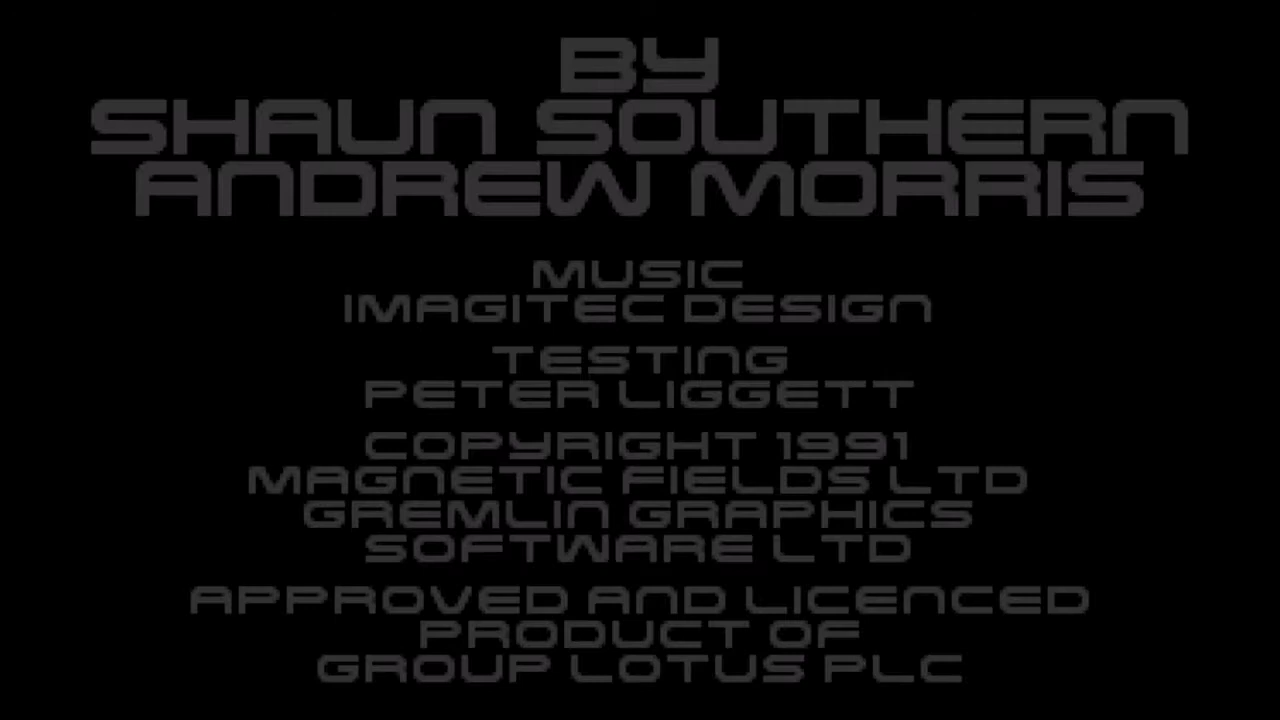 BY
SHAUN SOUTHERN
ANDREW MORRIS
MUSIC
IMAGITEC DESIGN
TESTING
PETER LIGGETT
COPYRIGHT 1991
MAGNETIC FIELDS LTD
GREMLIN GRAPHICS
SOFTWARE LTD
APPROVED AND LICENCED
PRODUCT OF
GROUP LOTUS PLC